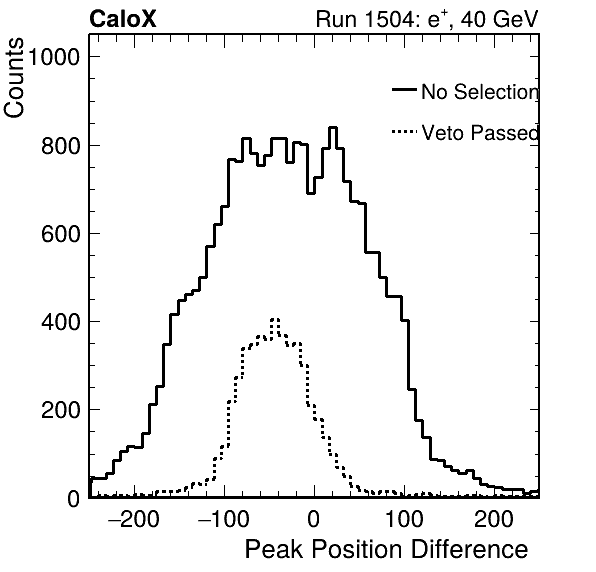 CaloX Run 1504: e⁺, 40 GeV
Counts
1000
No Selection
Veto Passed
800
600
400
200
0
−200 −100 0 100 200
Peak Position Difference